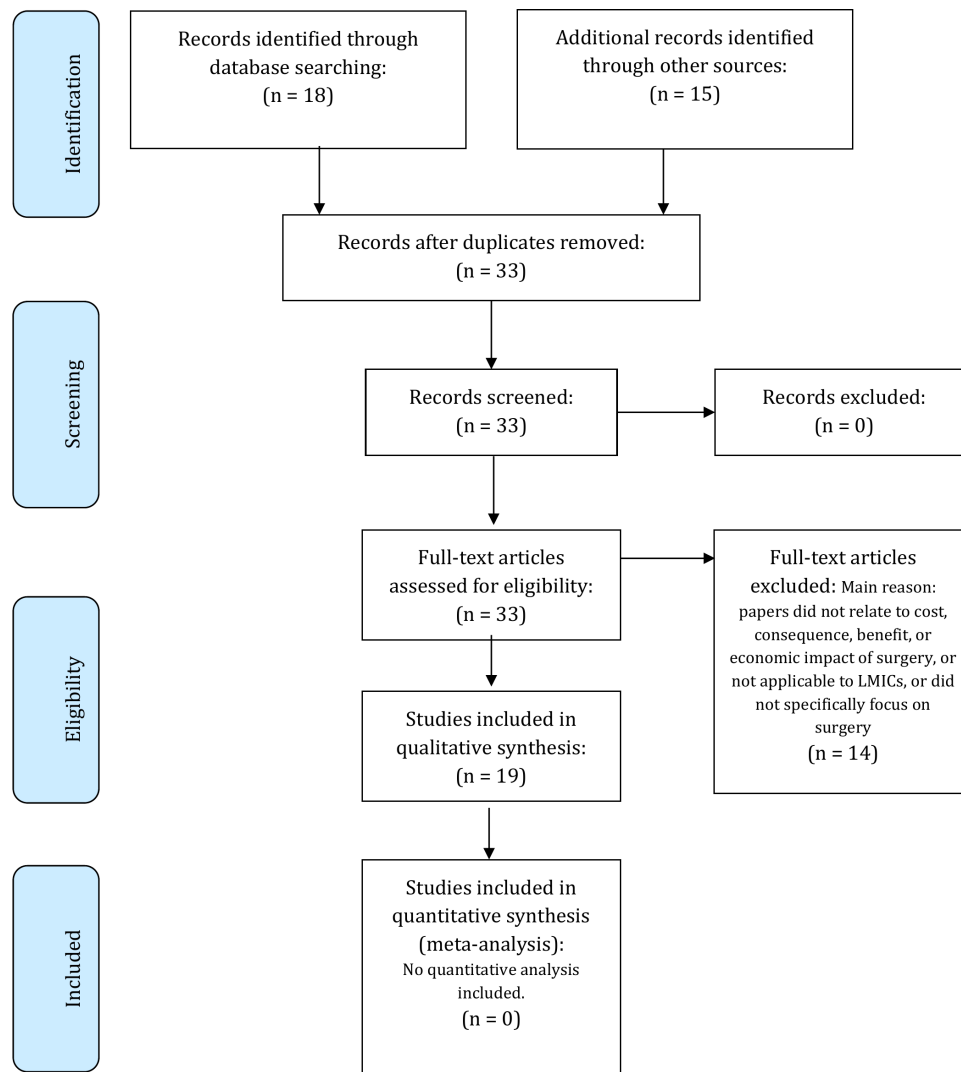 Identification
Records identified through
database searching:
(n = 18)
Additional records identified
through other sources:
(n = 15)
Records after duplicates removed:
(n = 33)
Screening
Records screened:
(n = 33)
Records excluded:
(n = 0)
Eligibility
Full-text articles
assessed for eligibility:
(n = 33)
Full-text articles
excluded: Main reason:
papers did not relate to cost,
consequence, benefit, or
economic impact of surgery, or
not applicable to LMICs, or did
not specifically focus on
surgery
(n = 14)
Studies included in
qualitative synthesis:
(n = 19)
Included
Studies included in
quantitative synthesis
(meta-analysis):
No quantitative analysis
included.
(n = 0)